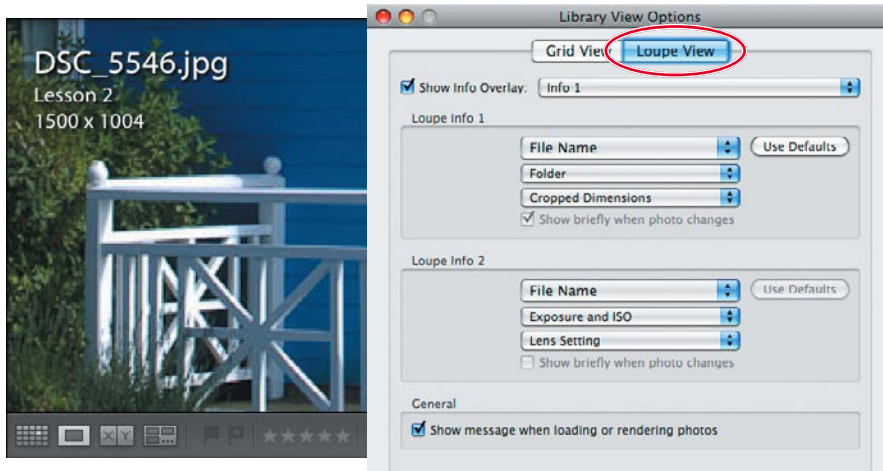 DSC_5546.jpg
Lesson 2
1500 x 1004
XY
Library View Options
Grid View
Loupe View
Show Info Overlay:
Info 1
Loupe Info 1
File Name
Use Defaults
Folder
Cropped Dimensions
Show briefly when photo changes
Loupe Info 2
File Name
Use Defaults
Exposure and ISO
Lens Setting
Show briefly when photo changes
General
Show message when loading or rendering photos